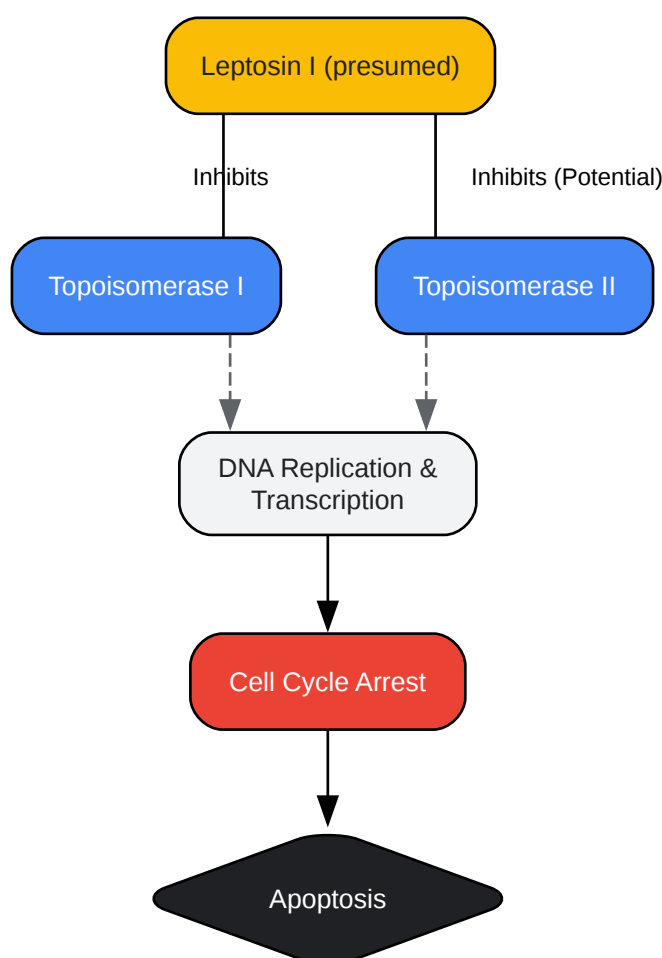 Leptosin I (presumed)
Inhibits
Inhibits (Potential)
Topoisomerase I
Topoisomerase II
DNA Replication &
Transcription
Cell Cycle Arrest
Apoptosis